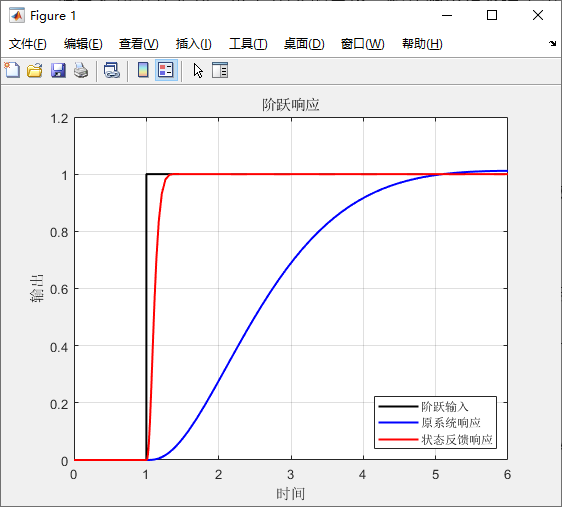 Figure 1
文件(F) 编辑(E) 查看(V) 插入(I) 工具(T) 桌面(D) 窗口(W) 帮助(H)
阶跃响应
1.2
1
0.8
0.6
0.4
0.2
0
输出
阶跃输入
原系统响应
状态反馈响应
0 1 2 3 4 5 6
时间